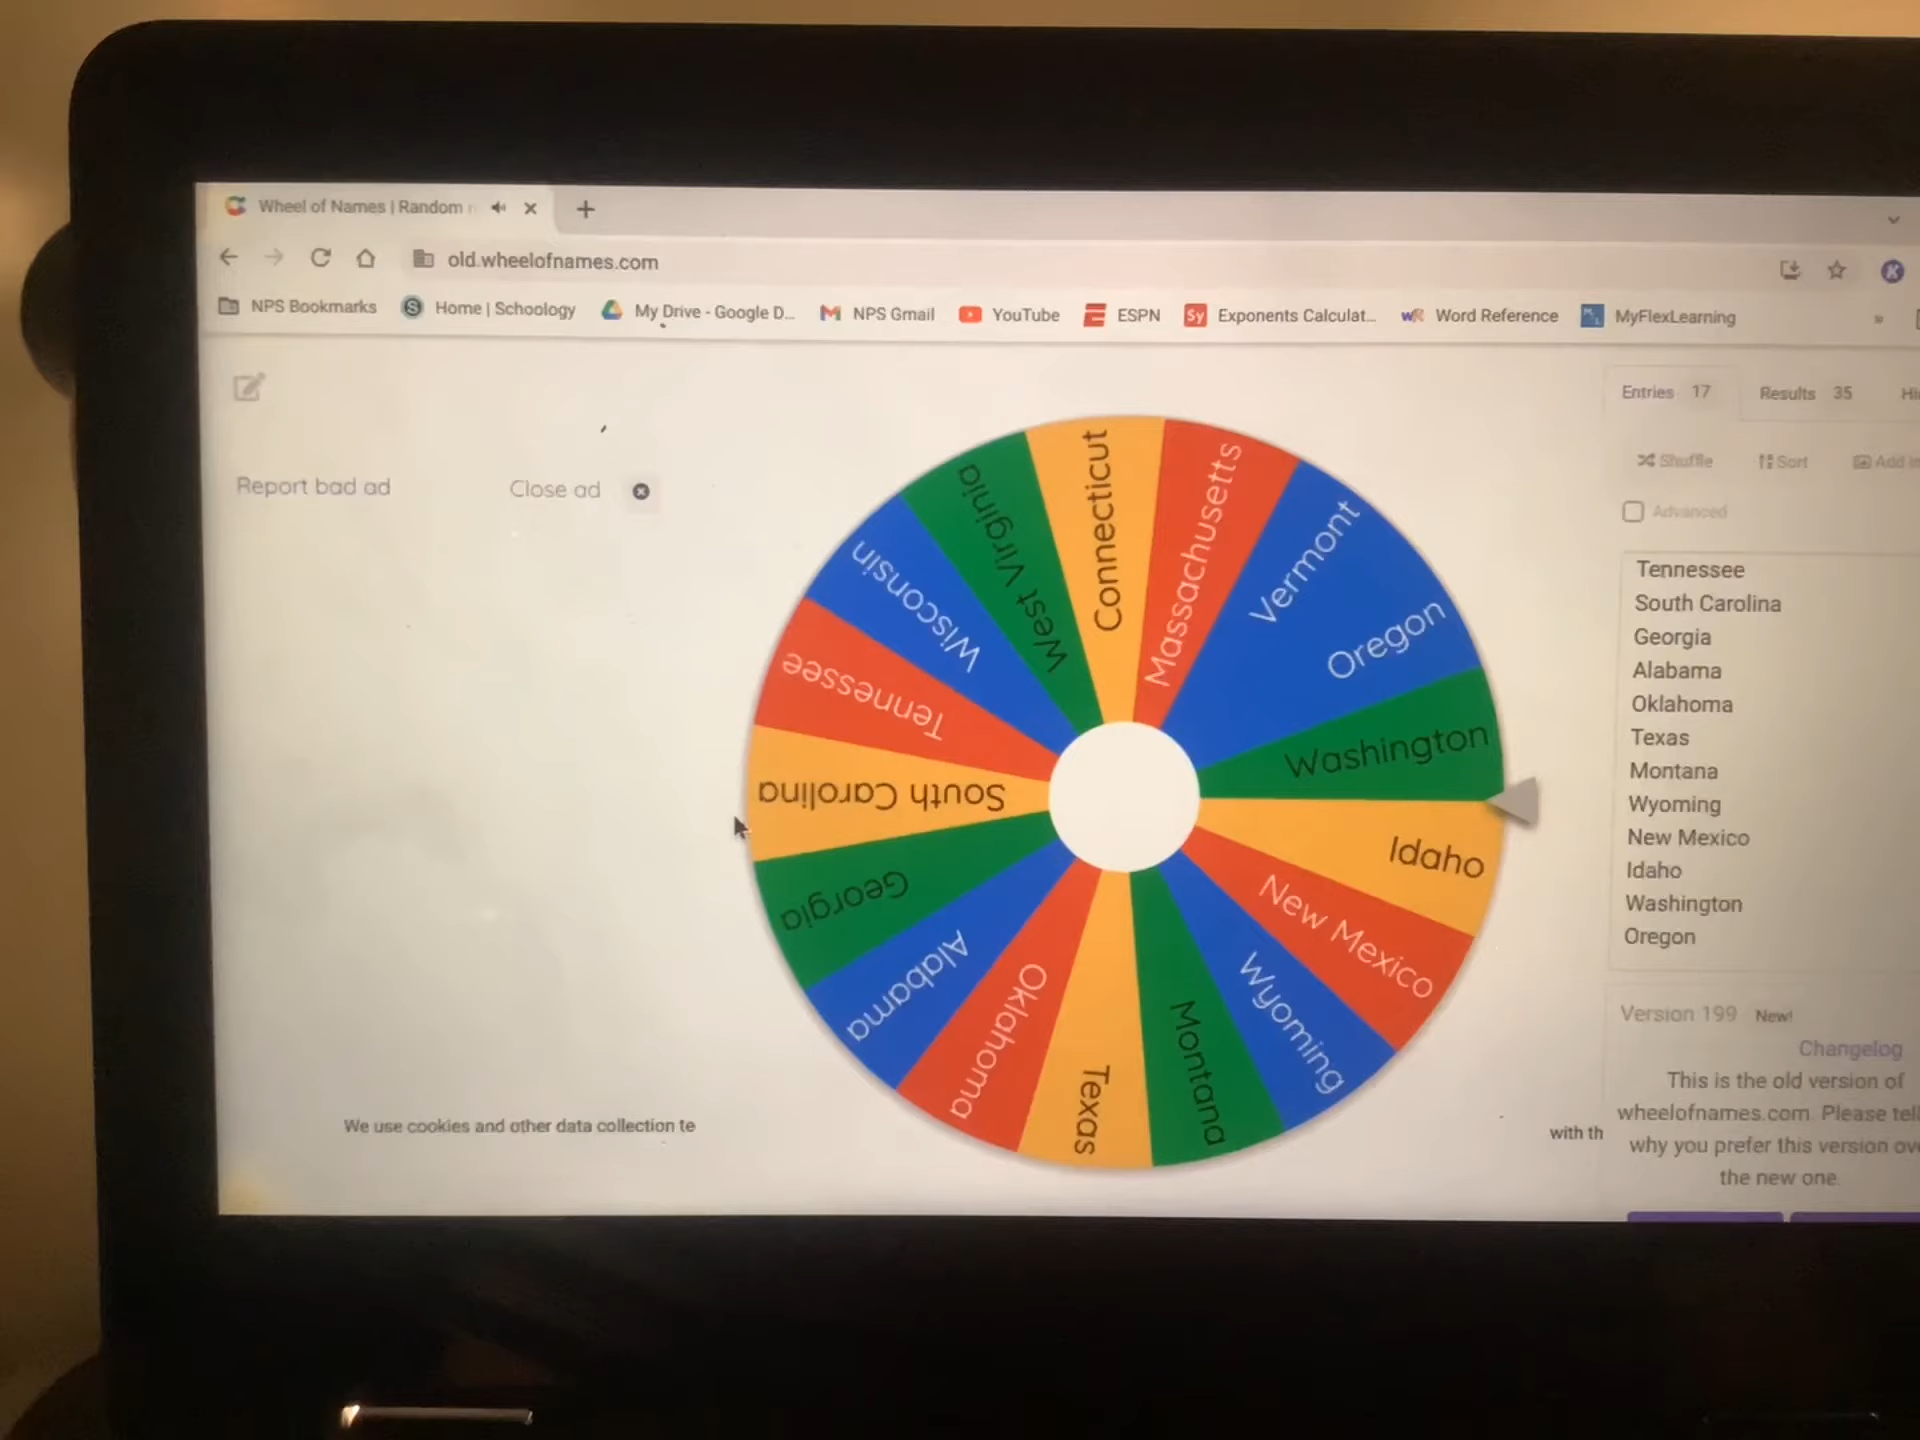 Wheel of Names | Random
old.wheelofnames.com
NPS Bookmarks
Home | Schoology
My Drive - Google D...
NPS Gmail
YouTube
ESPN
Exponents Calculat...
Word Reference
MyFlexLearning
Entries 17
Results 35
Shuffle
Sort
Add
Advanced
Report bad ad
Close ad
Connecticut
Massachusetts
Vermont
Oregon
Washington
Idaho
New Mexico
Wyoming
Montana
Texas
Oklahoma
Alabama
Georgia
South Carolina
Tennessee
Wisconsin
West Virginia
Tennessee
South Carolina
Georgia
Alabama
Oklahoma
Texas
Montana
Wyoming
New Mexico
Idaho
Washington
Oregon
Version 199 New!
Changelog
This is the old version of
wheelofnames.com. Please tell
why you prefer this version ov
the new one.
We use cookies and other data collection te
with th